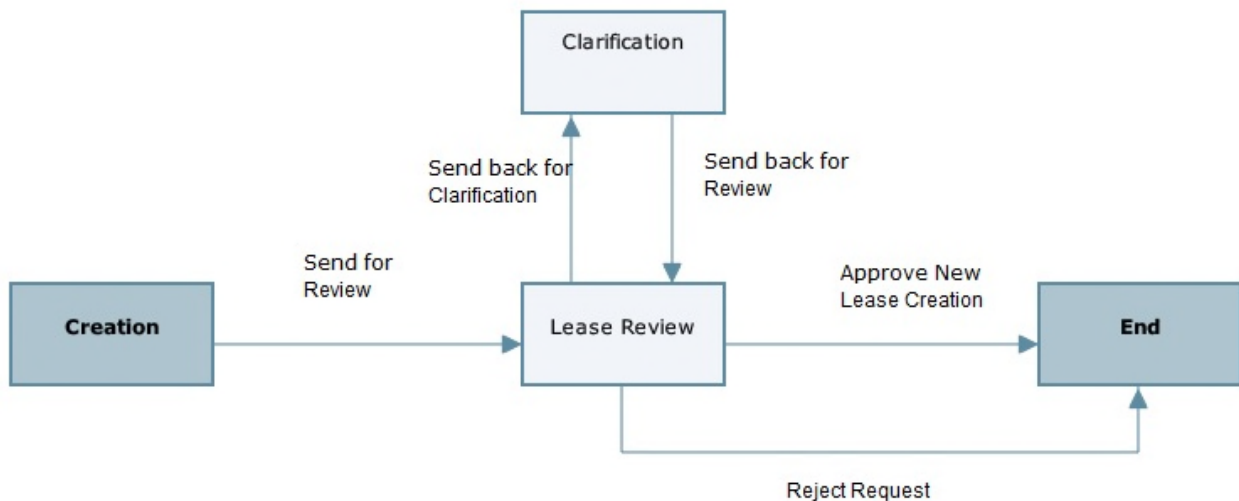 Clarification
Send back for
Clarification
Send back for
Review
Send for
Review
Approve New
Lease Creation
Creation
Lease Review
End
Reject Request